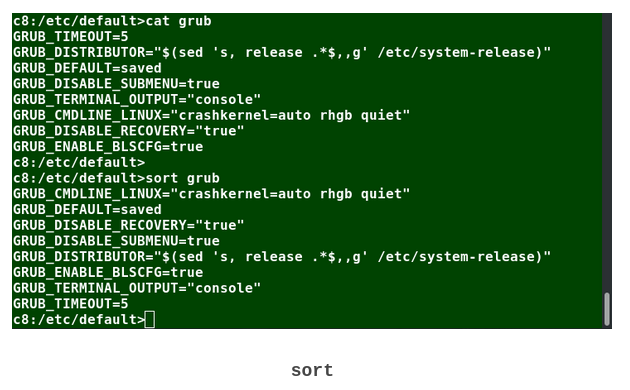 c8:/etc/default>cat grub
GRUB_TIMEOUT=5
GRUB_DISTRIBUTOR="$(sed 's, release .*$,,g' /etc/system-release)"
GRUB_DEFAULT=saved
GRUB_DISABLE_SUBMENU=true
GRUB_TERMINAL_OUTPUT="console"
GRUB_CMDLINE_LINUX="crashkernel=auto rhgb quiet"
GRUB_DISABLE_RECOVERY="true"
GRUB_ENABLE_BLSCFG=true
c8:/etc/default>
c8:/etc/default>sort grub
GRUB_CMDLINE_LINUX="crashkernel=auto rhgb quiet"
GRUB_DEFAULT=saved
GRUB_DISABLE_RECOVERY="true"
GRUB_DISABLE_SUBMENU=true
GRUB_DISTRIBUTOR="$(sed 's, release .*$,,g' /etc/system-release)"
GRUB_ENABLE_BLSCFG=true
GRUB_TERMINAL_OUTPUT="console"
GRUB_TIMEOUT=5
c8:/etc/default>
sort